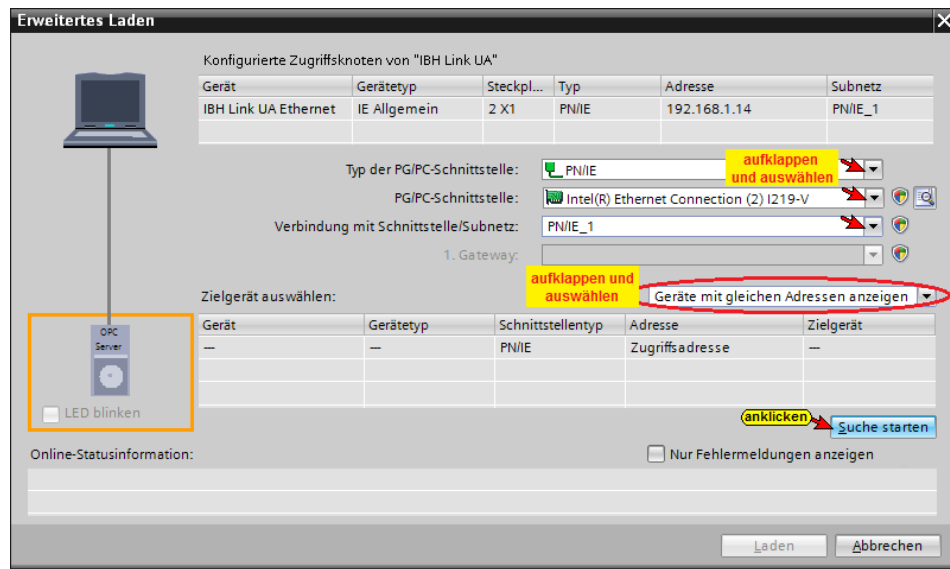 Erweitertes Laden
Konfigurierte Zugriffsknoten von "IBH Link UA"
Gerät Gerätetyp Steckpl... Typ Adresse Subnetz
IBH Link UA Ethernet IE Allgemein 2 X1 PN/IE 192.168.1.14 PN/IE_1
Typ der PG/PC-Schnittstelle: PN/IE
aufklappen
und auswählen
PG/PC-Schnittstelle: Intel(R) Ethernet Connection (2) I219-V
Verbindung mit Schnittstelle/Subnetz: PN/IE_1
1. Gateway:
aufklappen und
auswählen
Zielgerät auswählen: Geräte mit gleichen Adressen anzeigen
Gerät Gerätetyp Schnittstellentyp Adresse Zielgerät
— — PN/IE Zugriffsadresse —
OPC
Server
LED blinken
anklicken
Suche starten
Online-Statusinformation: Nur Fehlermeldungen anzeigen
Laden Abbrechen